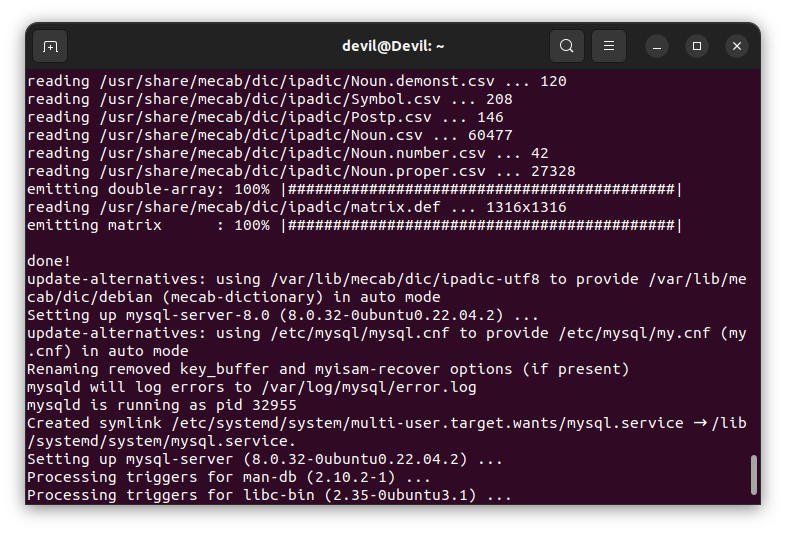 devil@Devil: ~
reading /usr/share/mecab/dic/ipadic/Noun.demonst.csv ... 120
reading /usr/share/mecab/dic/ipadic/Symbol.csv ... 208
reading /usr/share/mecab/dic/ipadic/Postp.csv ... 146
reading /usr/share/mecab/dic/ipadic/Noun.csv ... 60477
reading /usr/share/mecab/dic/ipadic/Noun.number.csv ... 42
reading /usr/share/mecab/dic/ipadic/Noun.proper.csv ... 27328
emitting double-array: 100% |###########################################|
reading /usr/share/mecab/dic/ipadic/matrix.def ... 1316x1316
emitting matrix      : 100% |###########################################|
done!
update-alternatives: using /var/lib/mecab/dic/ipadic-utf8 to provide /var/lib/me
cab/dic/debian (mecab-dictionary) in auto mode
Setting up mysql-server-8.0 (8.0.32-0ubuntu0.22.04.2) ...
update-alternatives: using /etc/mysql/mysql.cnf to provide /etc/mysql/my.cnf (my
.cnf) in auto mode
Renaming removed key_buffer and myisam-recover options (if present)
mysqld will log errors to /var/log/mysql/error.log
mysqld is running as pid 32955
Created symlink /etc/systemd/system/multi-user.target.wants/mysql.service → /lib
/systemd/system/mysql.service.
Setting up mysql-server (8.0.32-0ubuntu0.22.04.2) ...
Processing triggers for man-db (2.10.2-1) ...
Processing triggers for libc-bin (2.35-0ubuntu3.1) ...